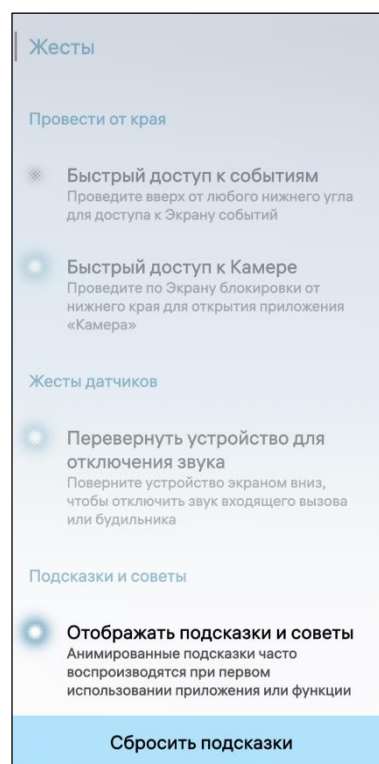 Жесты
Провести от края
Быстрый доступ к событиям
Проведите вверх от любого нижнего угла
для доступа к Экрану событий
Быстрый доступ к Камере
Проведите по Экрану блокировки от
нижнего края для открытия приложения
«Камера»
Жесты датчиков
Перевернуть устройство для
отключения звука
Поверните устройство экраном вниз,
чтобы отключить звук входящего вызова
или будильника
Подсказки и советы
Отображать подсказки и советы
Анимированные подсказки часто
воспроизводятся при первом
использовании приложения или функции
Сбросить подсказки